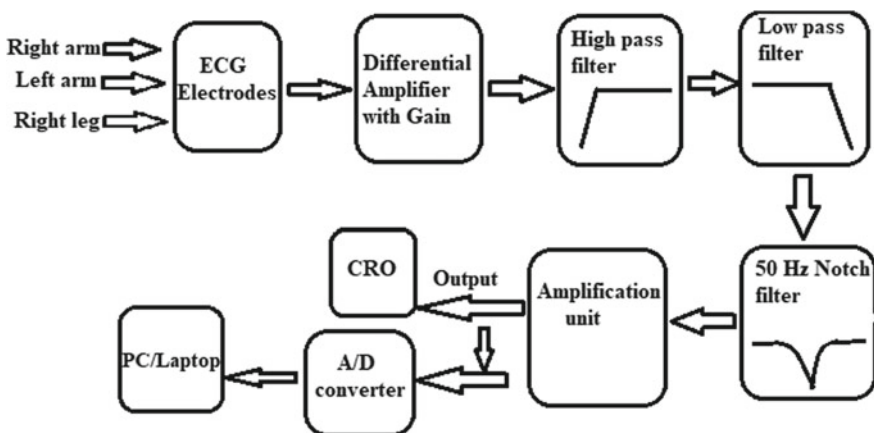 Right arm
Left arm
Right leg
ECG
Electrodes
Differential
Amplifier
with Gain
High pass
filter
Low pass
filter
50 Hz Notch
filter
Amplification
unit
Output
CRO
A/D
converter
PC/Laptop